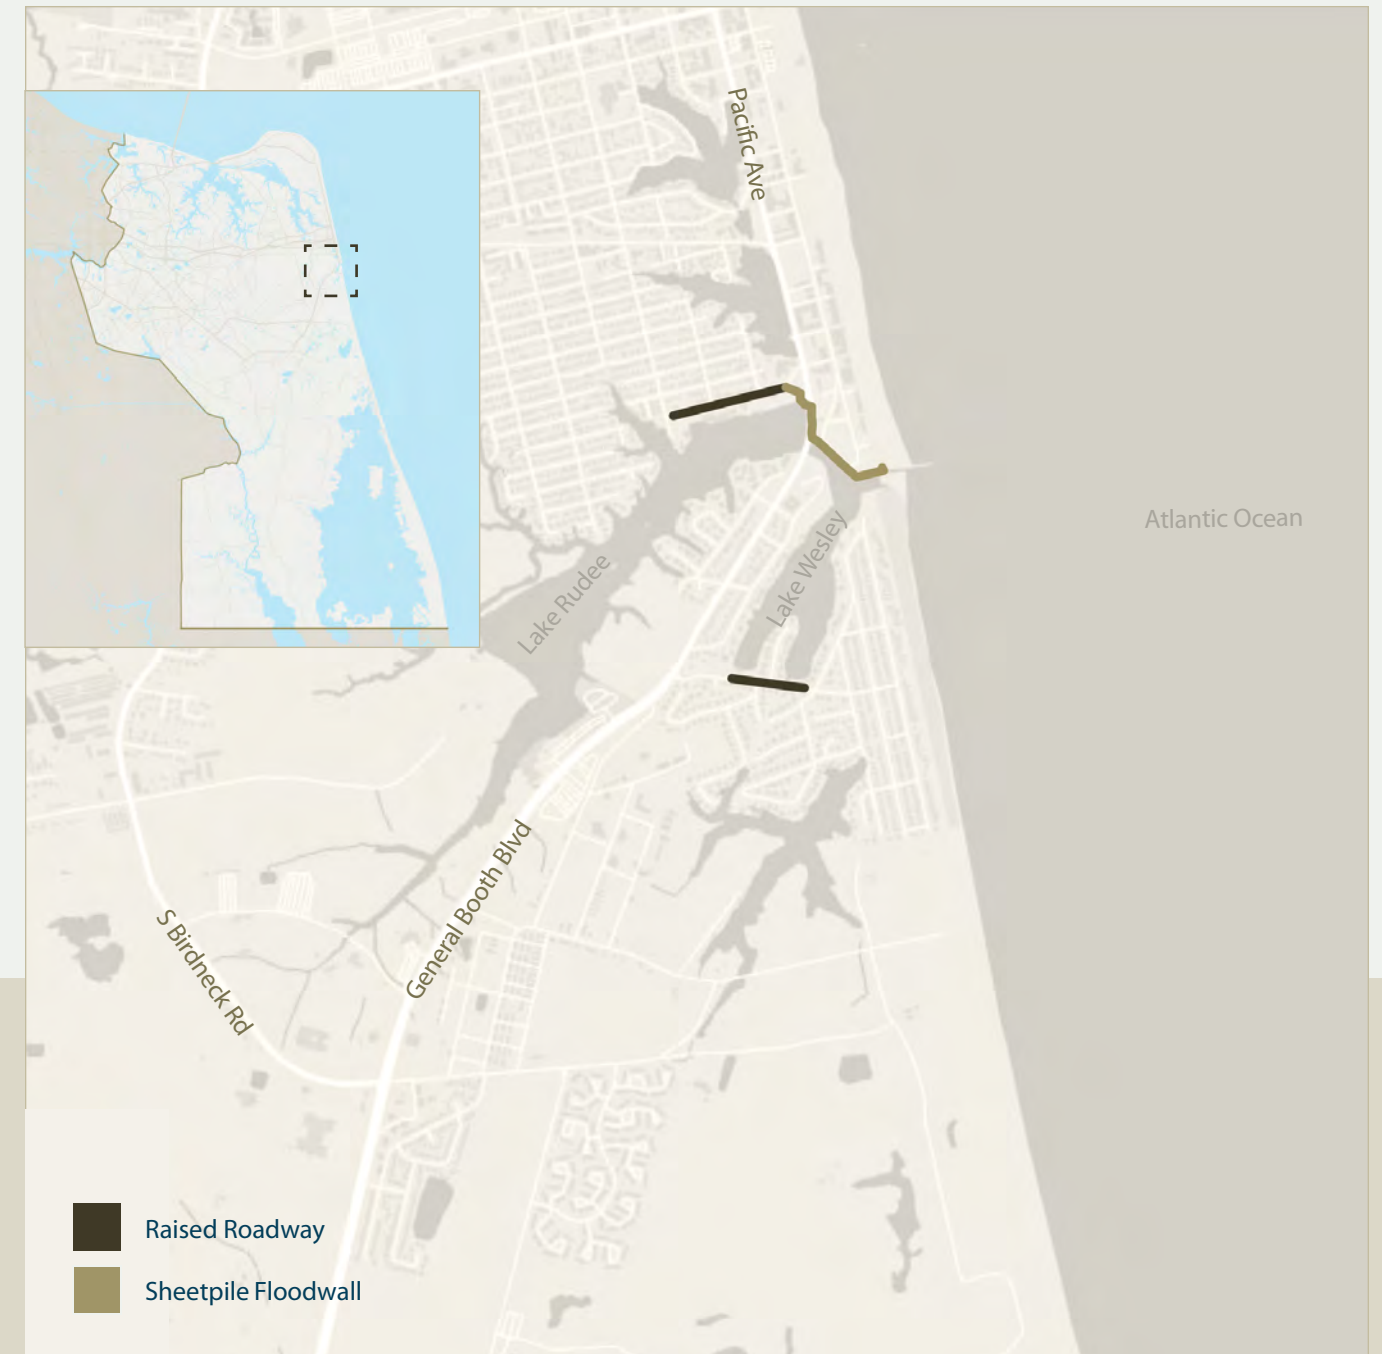 Pacific Ave
Atlantic Ocean
Lake Wesley
Lake Rudee
General Booth Blvd
S Birdneck Rd
Raised Roadway
Sheetpile Floodwall